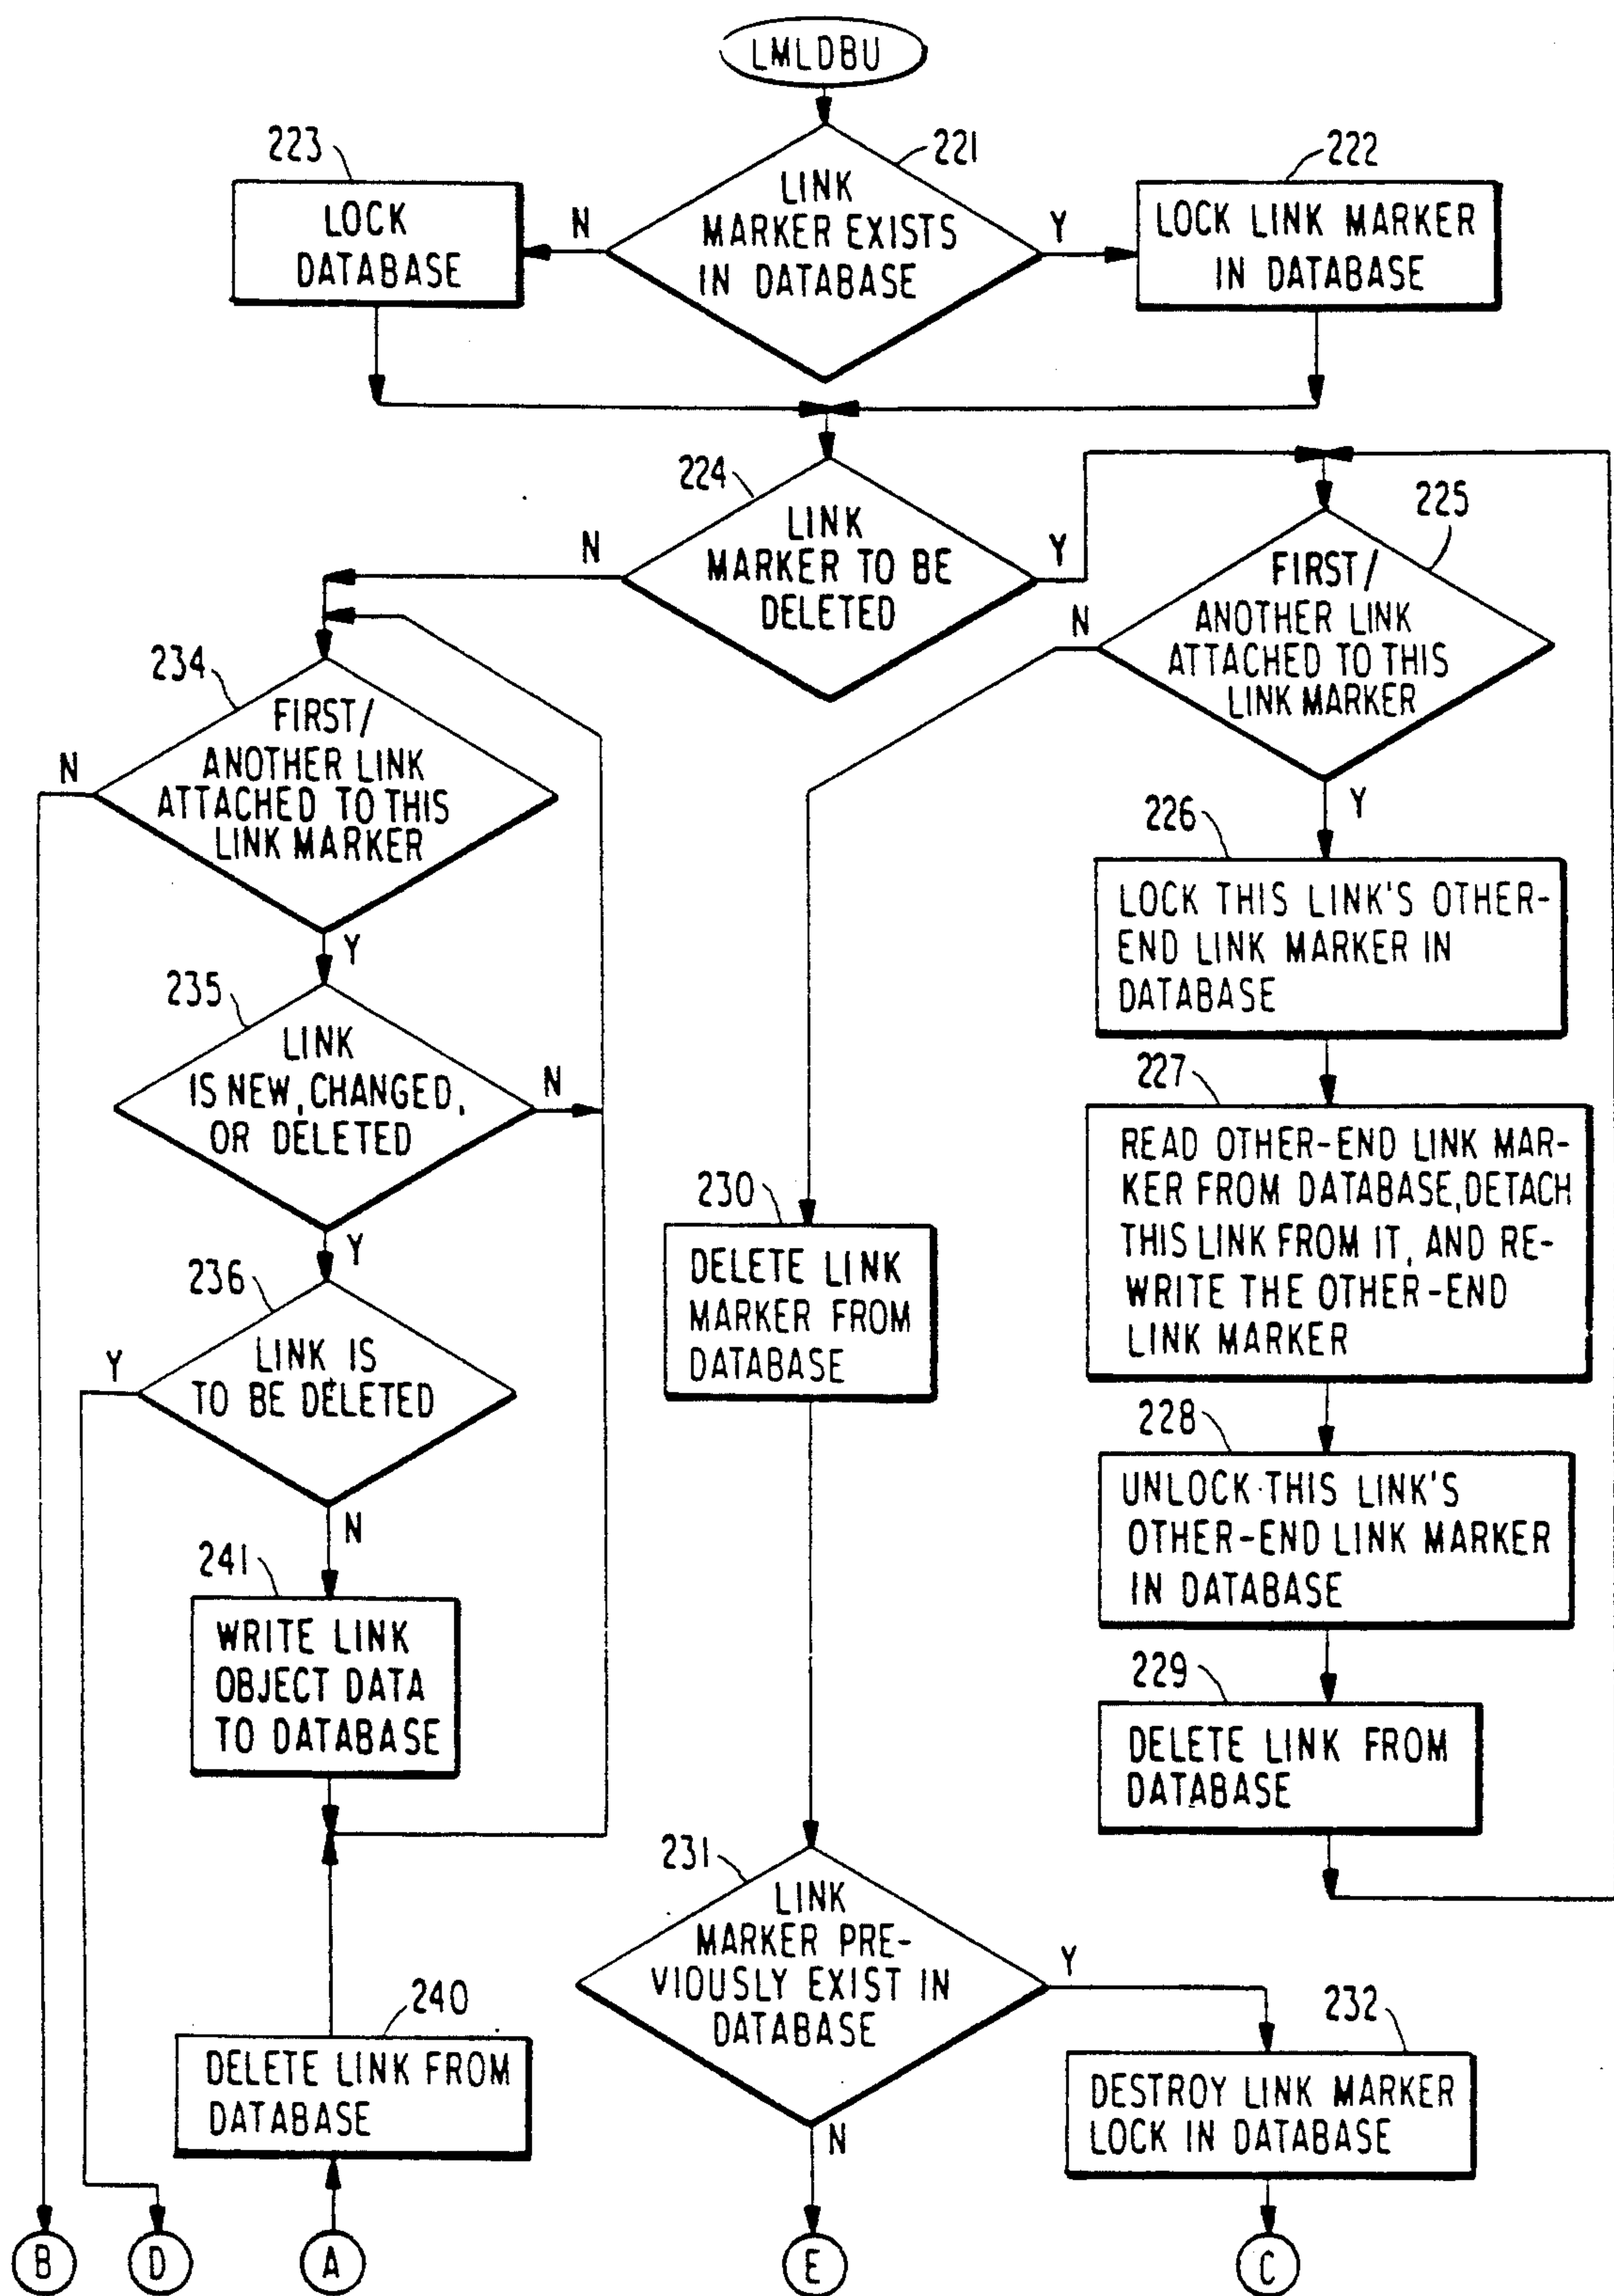 LMLDBU
223
221
222
LINK
MARKER EXISTS
IN DATABASE
N
Y
LOCK
DATABASE
LOCK LINK MARKER
IN DATABASE
224
LINK
MARKER TO BE
DELETED
N
Y
225
FIRST/
ANOTHER LINK
ATTACHED TO THIS
LINK MARKER
N
Y
234
FIRST/
ANOTHER LINK
ATTACHED TO THIS
LINK MARKER
N
Y
226
LOCK THIS LINK'S OTHER-
END LINK MARKER IN
DATABASE
235
LINK
IS NEW, CHANGED,
OR DELETED
N
Y
227
READ OTHER-END LINK MAR-
KER FROM DATABASE, DETACH
THIS LINK FROM IT, AND RE-
WRITE THE OTHER-END
LINK MARKER
230
DELETE LINK
MARKER FROM
DATABASE
236
LINK IS
TO BE DELETED
Y
N
228
UNLOCK THIS LINK'S
OTHER-END LINK MARKER
IN DATABASE
241
WRITE LINK
OBJECT DATA
TO DATABASE
229
DELETE LINK FROM
DATABASE
231
LINK
MARKER PRE-
VIOUSLY EXIST IN
DATABASE
Y
N
240
DELETE LINK FROM
DATABASE
232
DESTROY LINK MARKER
LOCK IN DATABASE
B
D
A
E
C